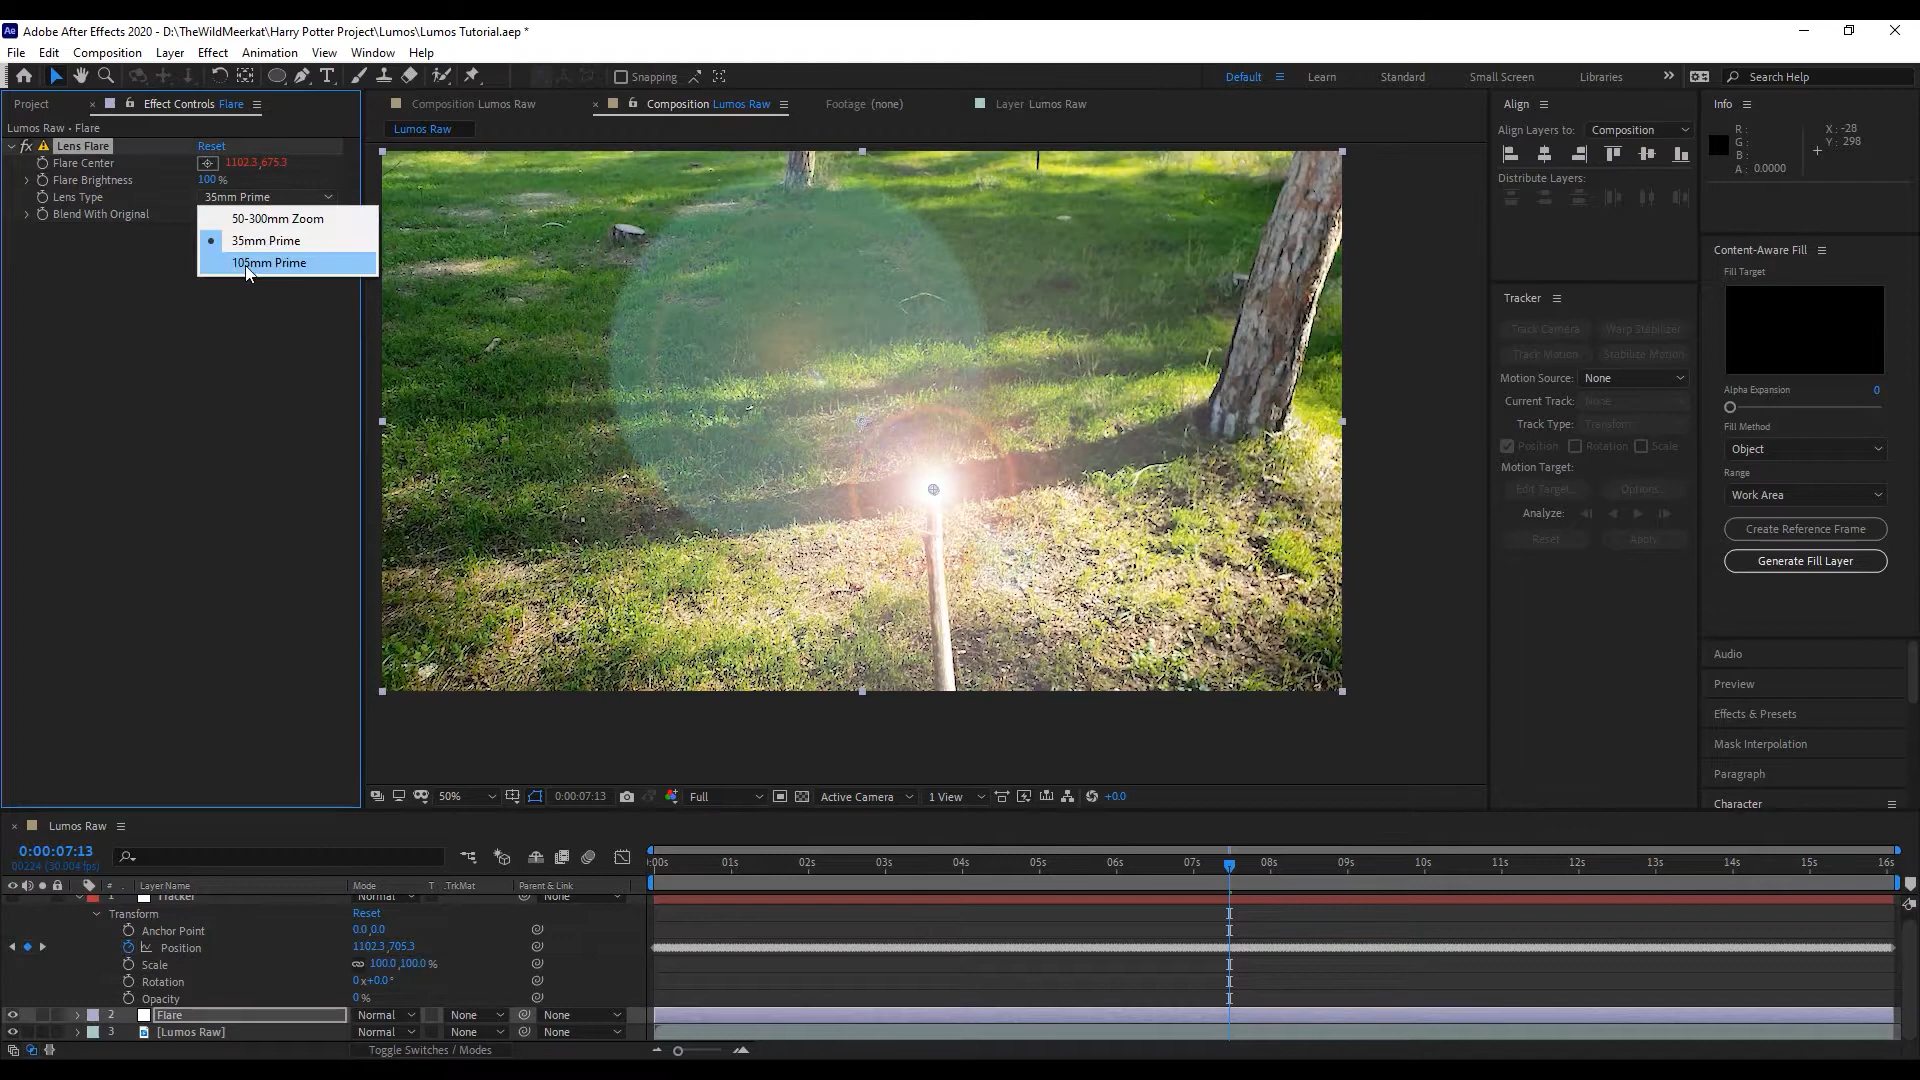 Ae Adobe After Effects 2020 - D:\TheWildMeerkat\Harry Potter Project\Lumos\Lumos Tutorial.aep *
File Edit Composition Layer Effect Animation View Window Help
Snapping Default Learn Standard Small Screen Libraries Search Help
Project Effect Controls Flare Composition Lumos Raw Composition Lumos Raw Footage (none) Layer Lumos Raw
Lumos Raw • Flare
Lumos Raw
fx Lens Flare Reset
Flare Center 1102.3,675.3
Flare Brightness 100 %
Lens Type 35mm Prime
Blend With Original
50-300mm Zoom
35mm Prime
105mm Prime
Align
Align Layers to: Composition
Distribute Layers:
Tracker
Track Camera Warp Stabilizer
Track Motion Stabilize Motion
Motion Source: None
Current Track: None
Track Type: Transform
Position Rotation Scale
Motion Target:
Edit Target... Options...
Analyze:
Reset Apply
Info
R :
G :
B :
A : 0.0000
X : -28
Y : 298
Content-Aware Fill
Fill Target
Alpha Expansion 0
Fill Method
Object
Range
Work Area
Create Reference Frame
Generate Fill Layer
Audio
Preview
Effects & Presets
Mask Interpolation
Paragraph
Character
50% 0:00:07:13 Full Active Camera 1 View +0.0
Lumos Raw
0:00:07:13
00224 (30.004 fps)
:00s 01s 02s 03s 04s 05s 06s 07s 08s 09s 10s 11s 12s 13s 14s 15s 16s
# Layer Name Mode T .TrkMat Parent & Link
1 Tracker Normal None
Transform Reset
Anchor Point 0.0,0.0
Position 1102.3,705.3
Scale 100.0,100.0 %
Rotation 0x+0.0°
Opacity 0 %
2 Flare Normal None None
3 [Lumos Raw] Normal None None
Toggle Switches / Modes